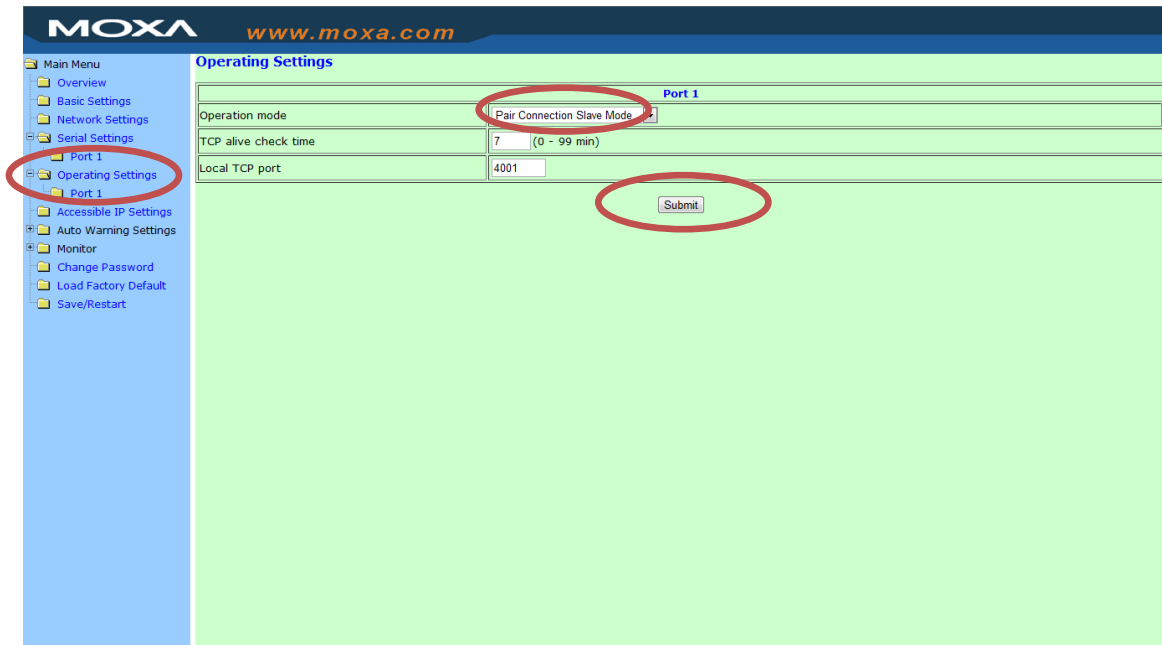 MOXA www.moxa.com
Main Menu
Overview
Basic Settings
Network Settings
Serial Settings
Port 1
Operating Settings
Port 1
Accessible IP Settings
Auto Warning Settings
Monitor
Change Password
Load Factory Default
Save/Restart
Operating Settings
Port 1
Operation mode Pair Connection Slave Mode
TCP alive check time 7 (0 - 99 min)
Local TCP port 4001
Submit